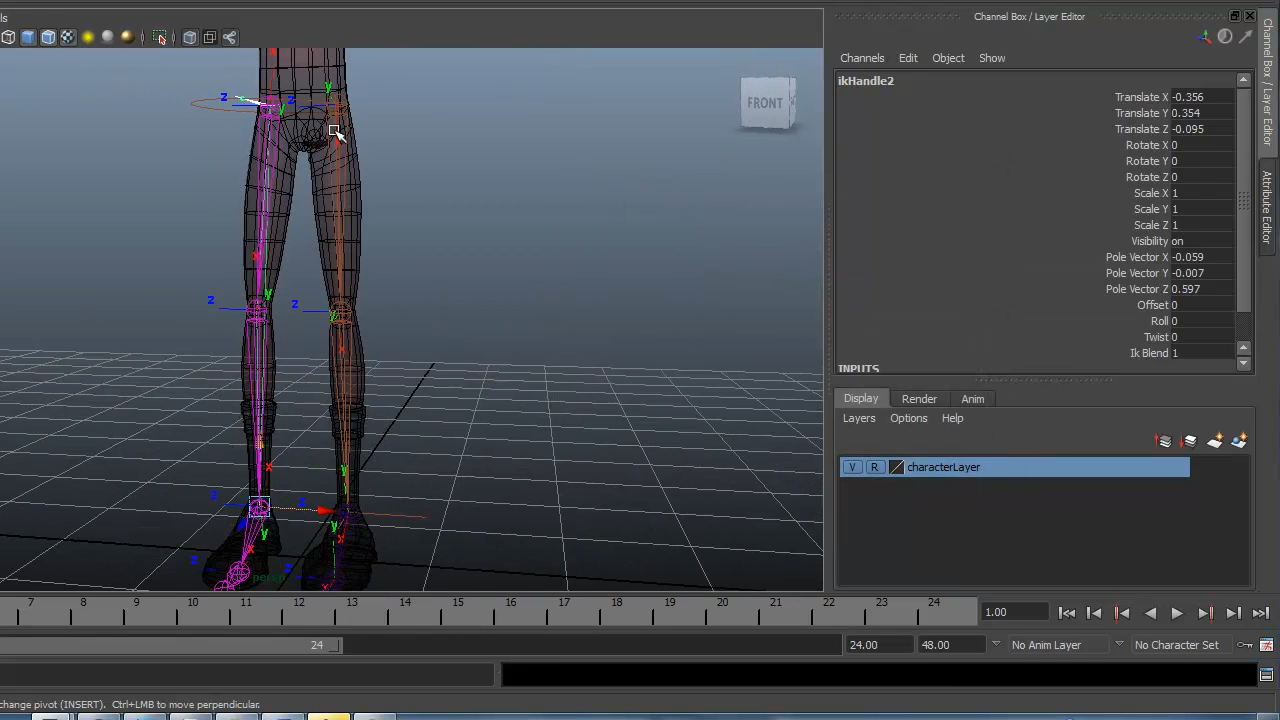 ls
Channel Box / Layer Editor
Channels Edit Object Show
ikHandle2
Translate X -0.356
Translate Y 0.354
Translate Z -0.095
Rotate X 0
Rotate Y 0
Rotate Z 0
Scale X 1
Scale Y 1
Scale Z 1
Visibility on
Pole Vector X -0.059
Pole Vector Y -0.007
Pole Vector Z 0.597
Offset 0
Roll 0
Twist 0
Ik Blend 1
INPUTS
Display Render Anim
Layers Options Help
V R characterLayer
Channel Box / Layer Editor
Attribute Editor
FRONT
z z y
y
x
z z y y
x
y
x
z z
y y
x x
z z
persp
7 8 9 10 11 12 13 14 15 16 17 18 19 20 21 22 23 24
1.00
24
24.00 48.00 No Anim Layer No Character Set
change pivot (INSERT). Ctrl+LMB to move perpendicular.